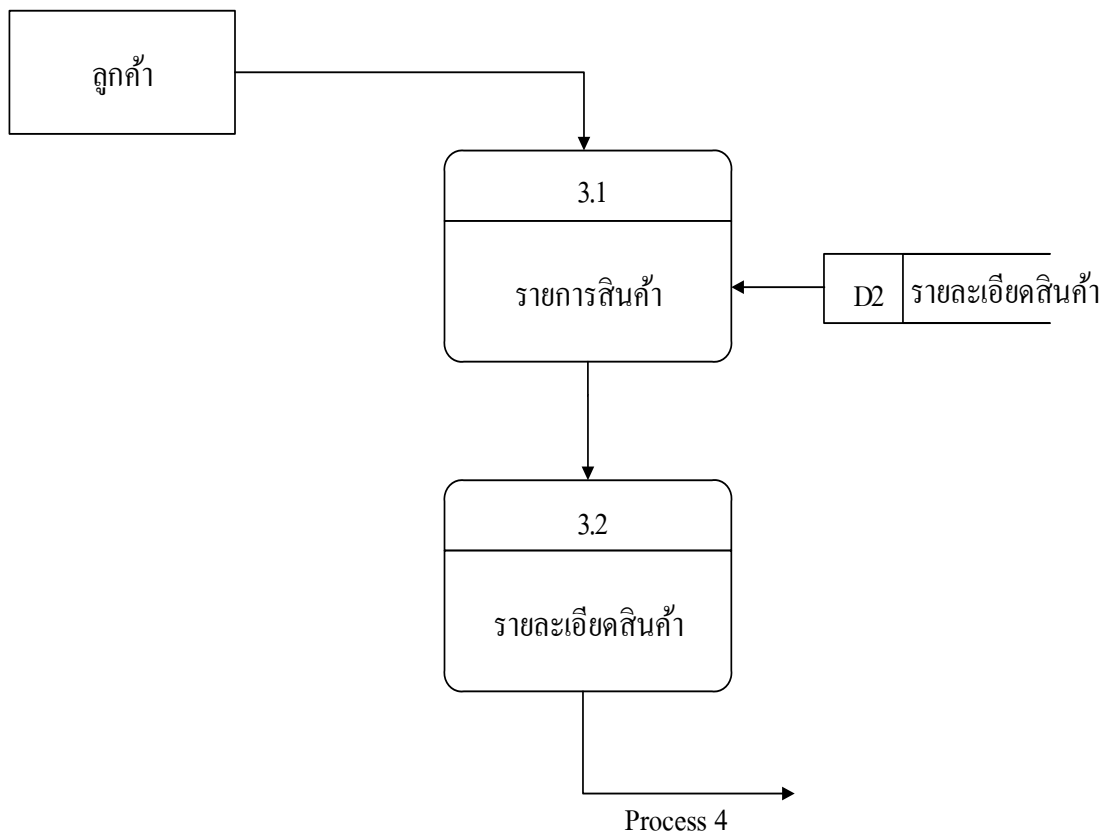 ลูกค้า
3.1
รายการสินค้า
D2 รายละเอียดสินค้า
3.2
รายละเอียดสินค้า
Process 4